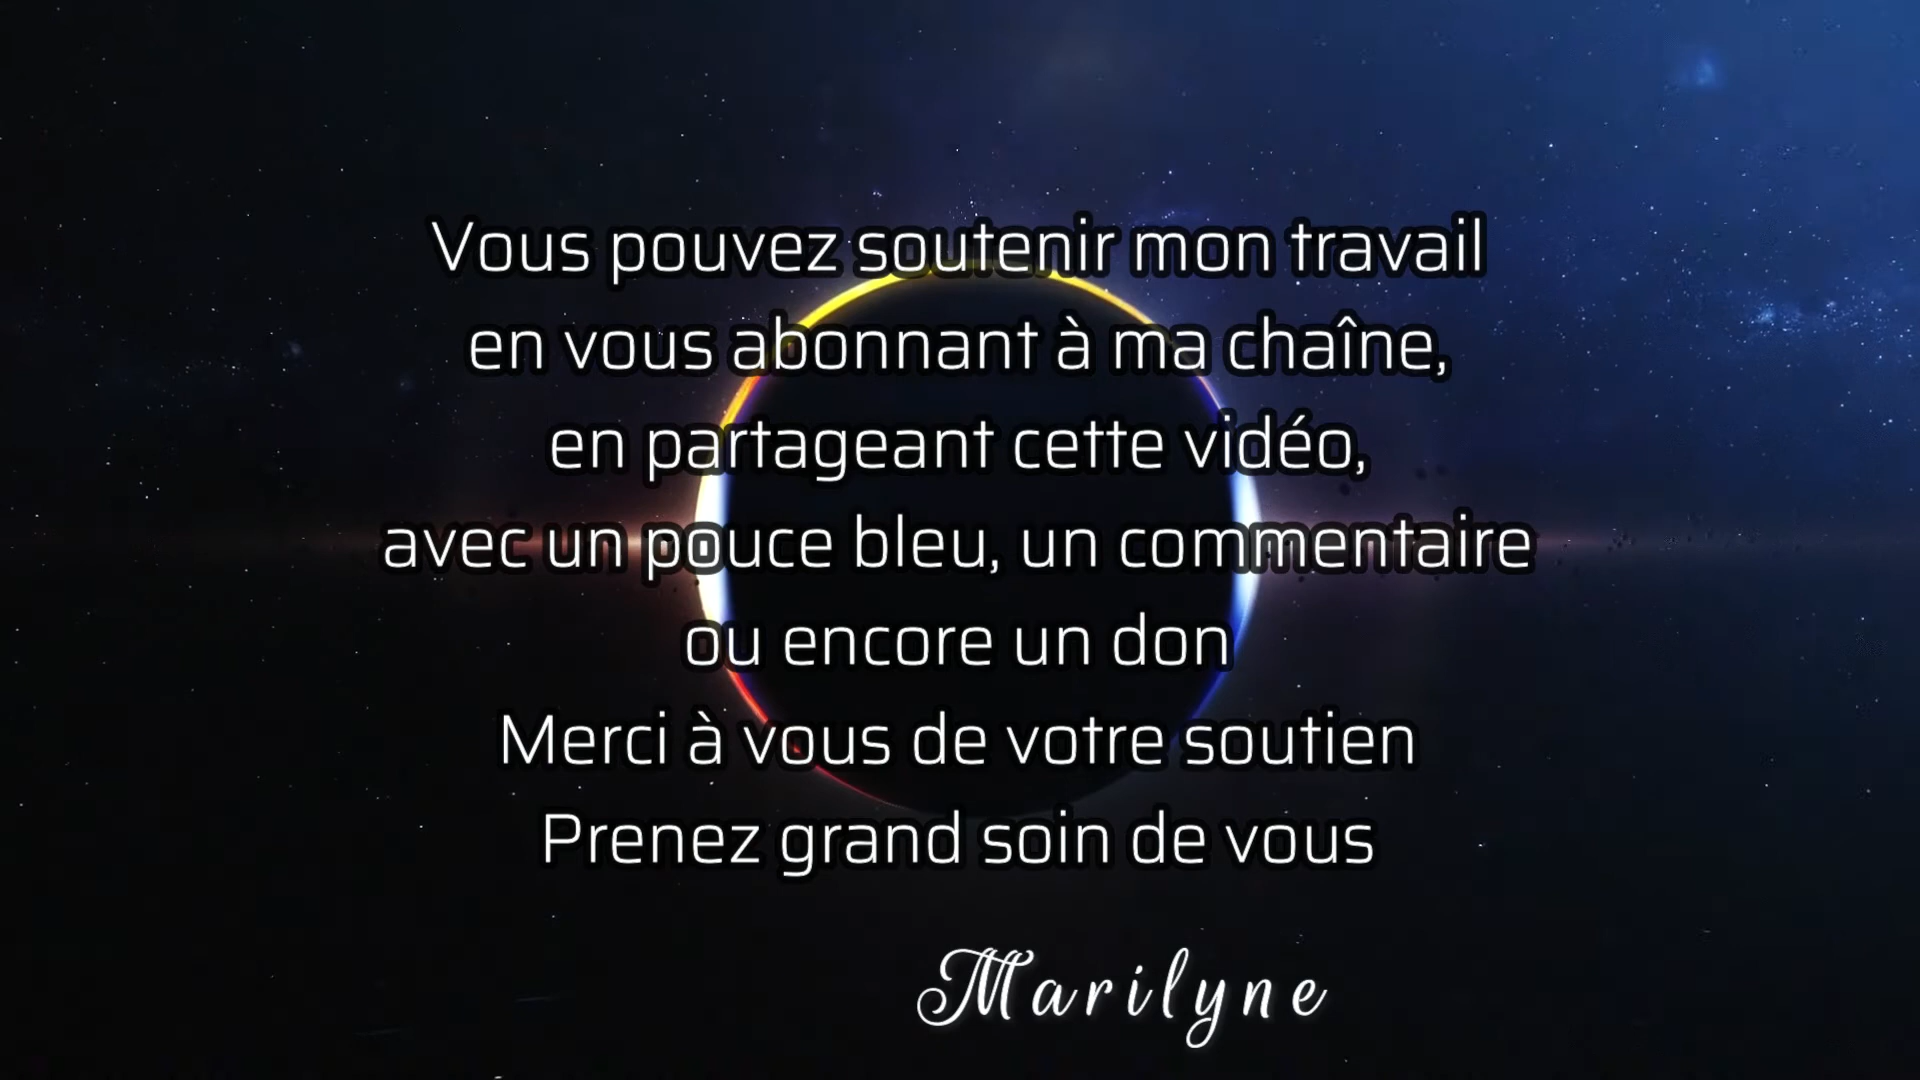 Vous pouvez soutenir mon travail
en vous abonnant à ma chaîne,
en partageant cette vidéo,
avec un pouce bleu, un commentaire
ou encore un don
Merci à vous de votre soutien
Prenez grand soin de vous
Marilyne